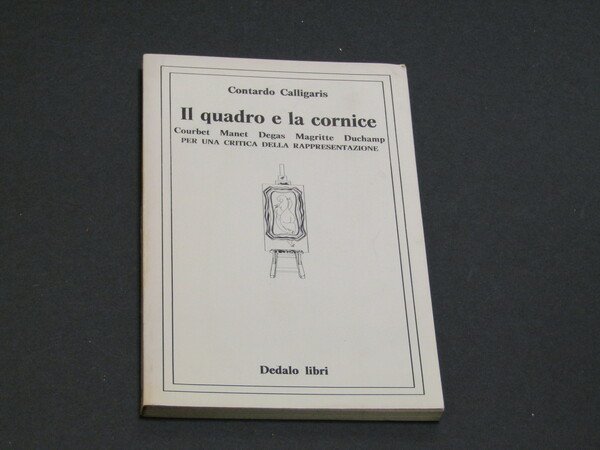 Contardo Calligaris
Il quadro e la cornice
Courbet Manet Degas Magritte Duchamp
PER UNA CRITICA DELLA RAPPRESENTAZIONE
Dedalo libri